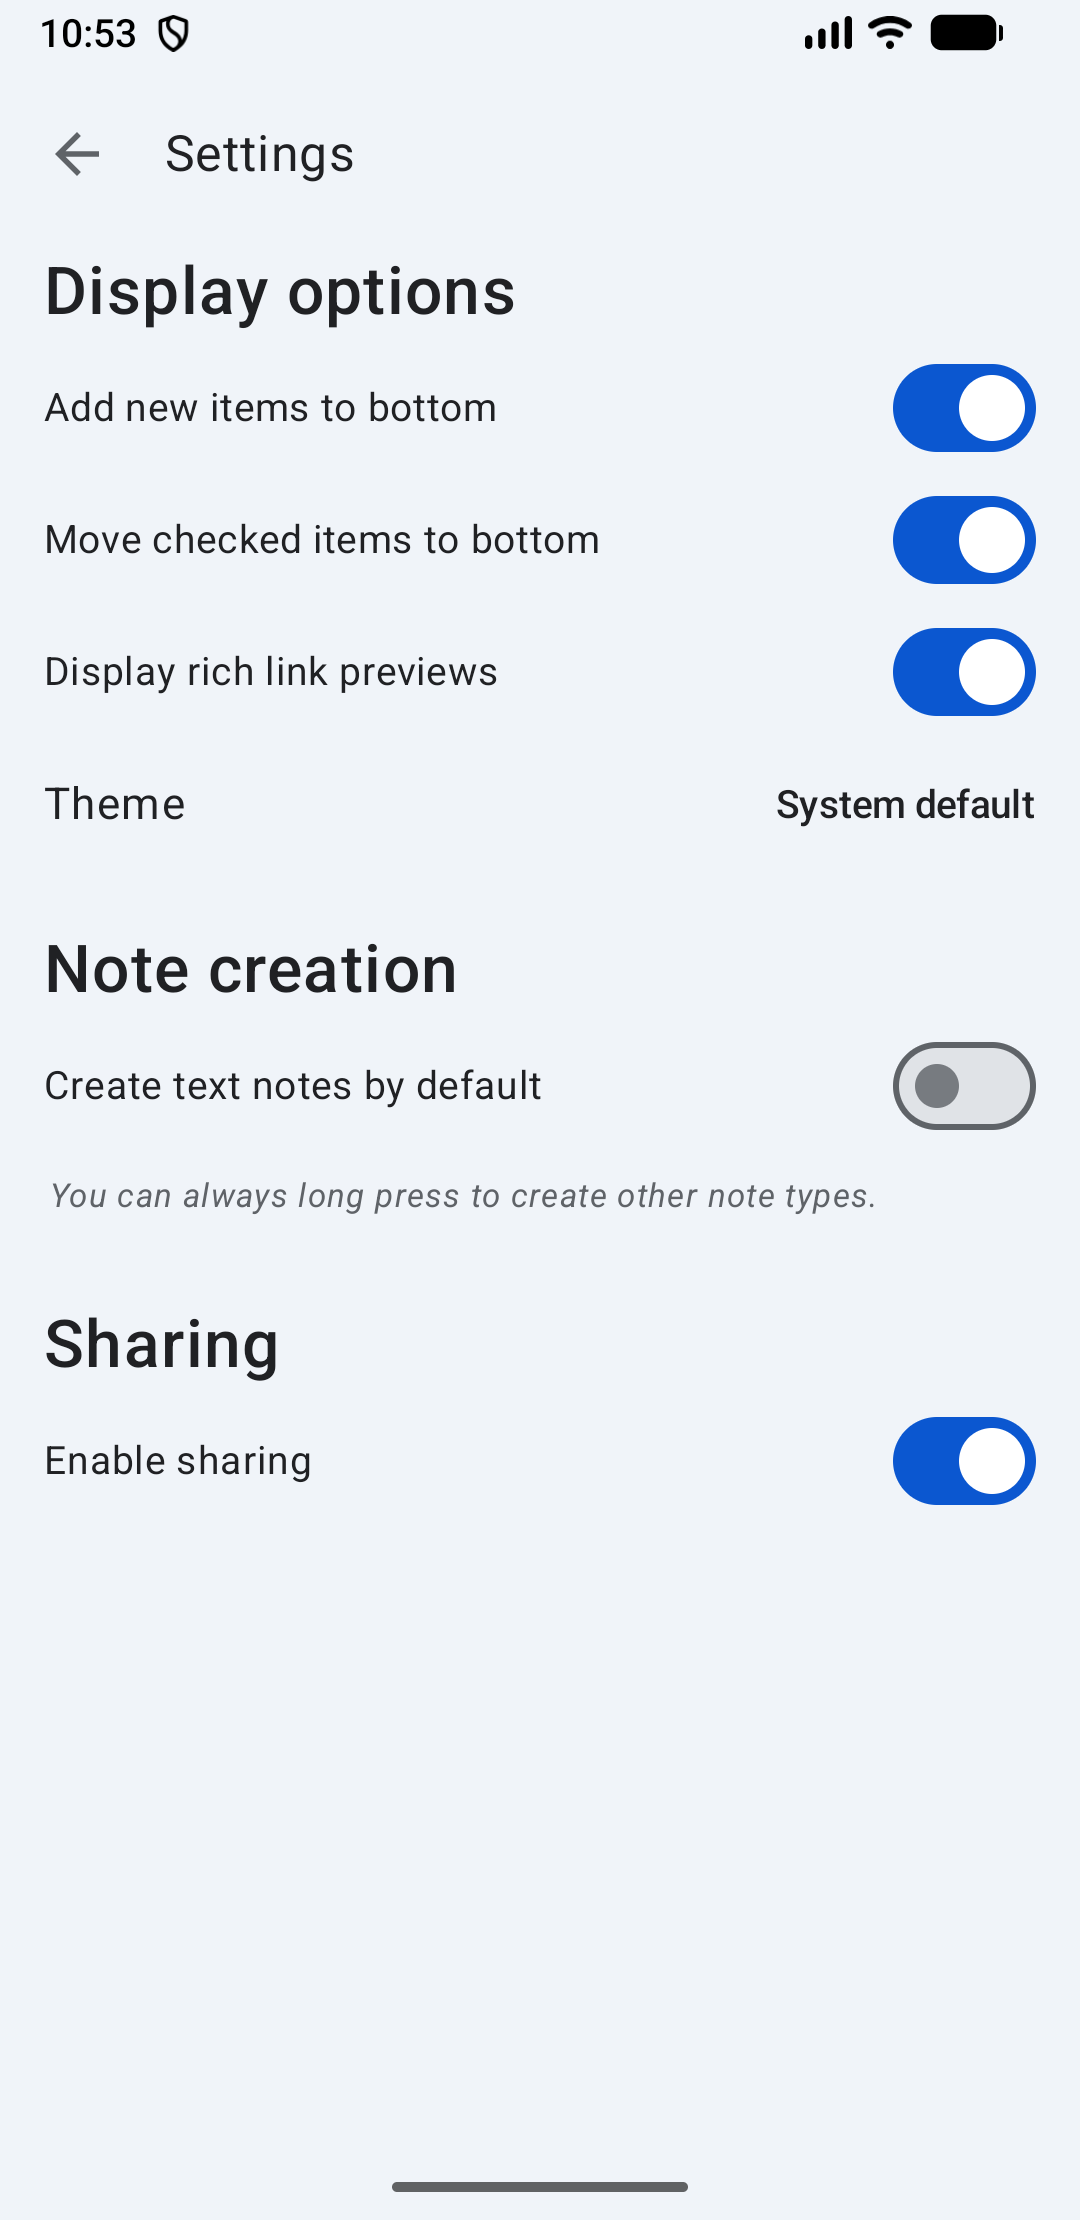 10:53
Settings
Display options
Add new items to bottom
Move checked items to bottom
Display rich link previews
Theme
System default
Note creation
Create text notes by default
You can always long press to create other note types.
Sharing
Enable sharing